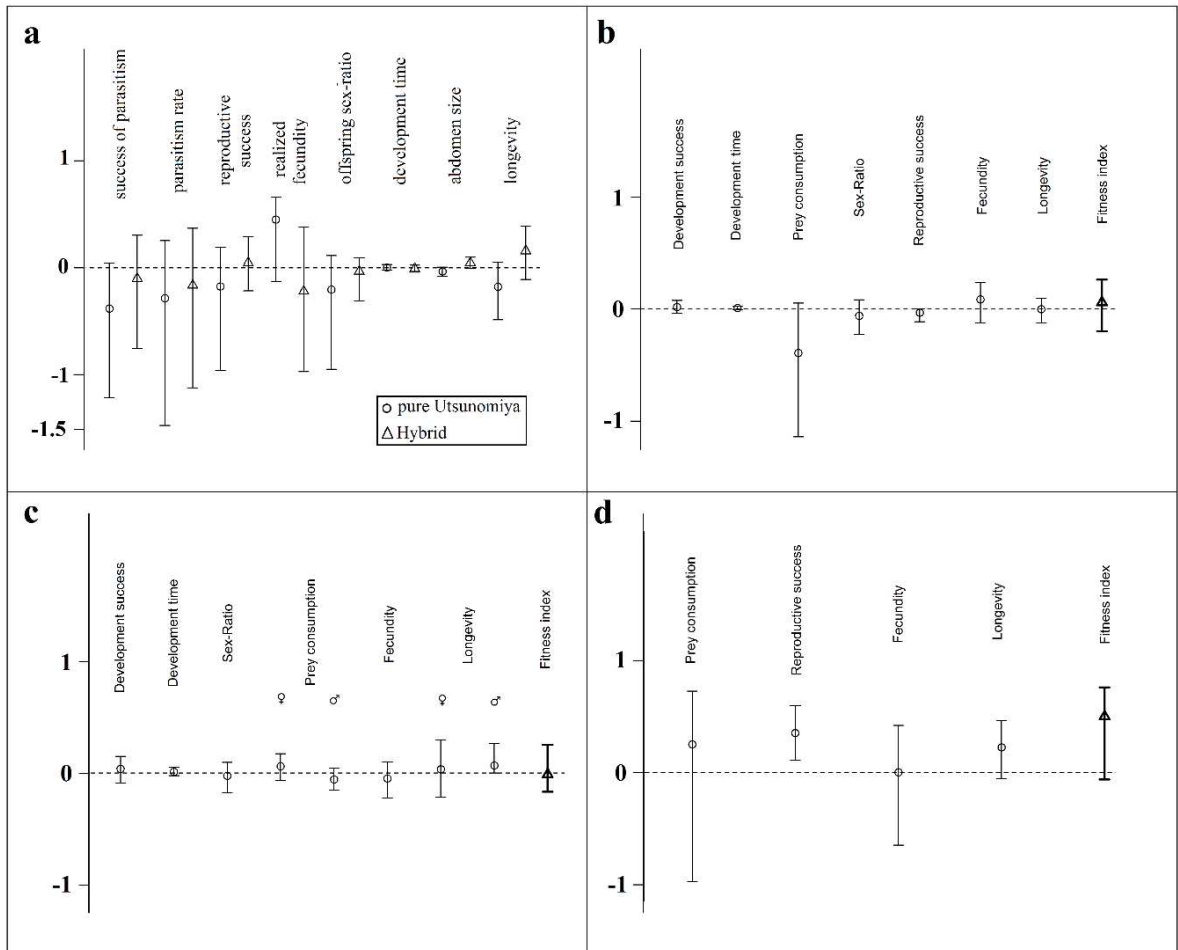 a
success of parasitism
parasitism rate
reproductive
success
realized
fecundity
offspring sex-ratio
development time
abdomen size
longevity
1
0
-1
-1.5
pure Utsunomiya
Hybrid
b
Development success
Development time
Prey consumption
Sex-Ratio
Reproductive success
Fecundity
Longevity
Fitness index
1
0
-1
c
Development success
Development time
Sex-Ratio
Prey consumption
Fecundity
Longevity
Fitness index
♀ ♂ ♀ ♂
1
0
-1
d
Prey consumption
Reproductive success
Fecundity
Longevity
Fitness index
1
0
-1